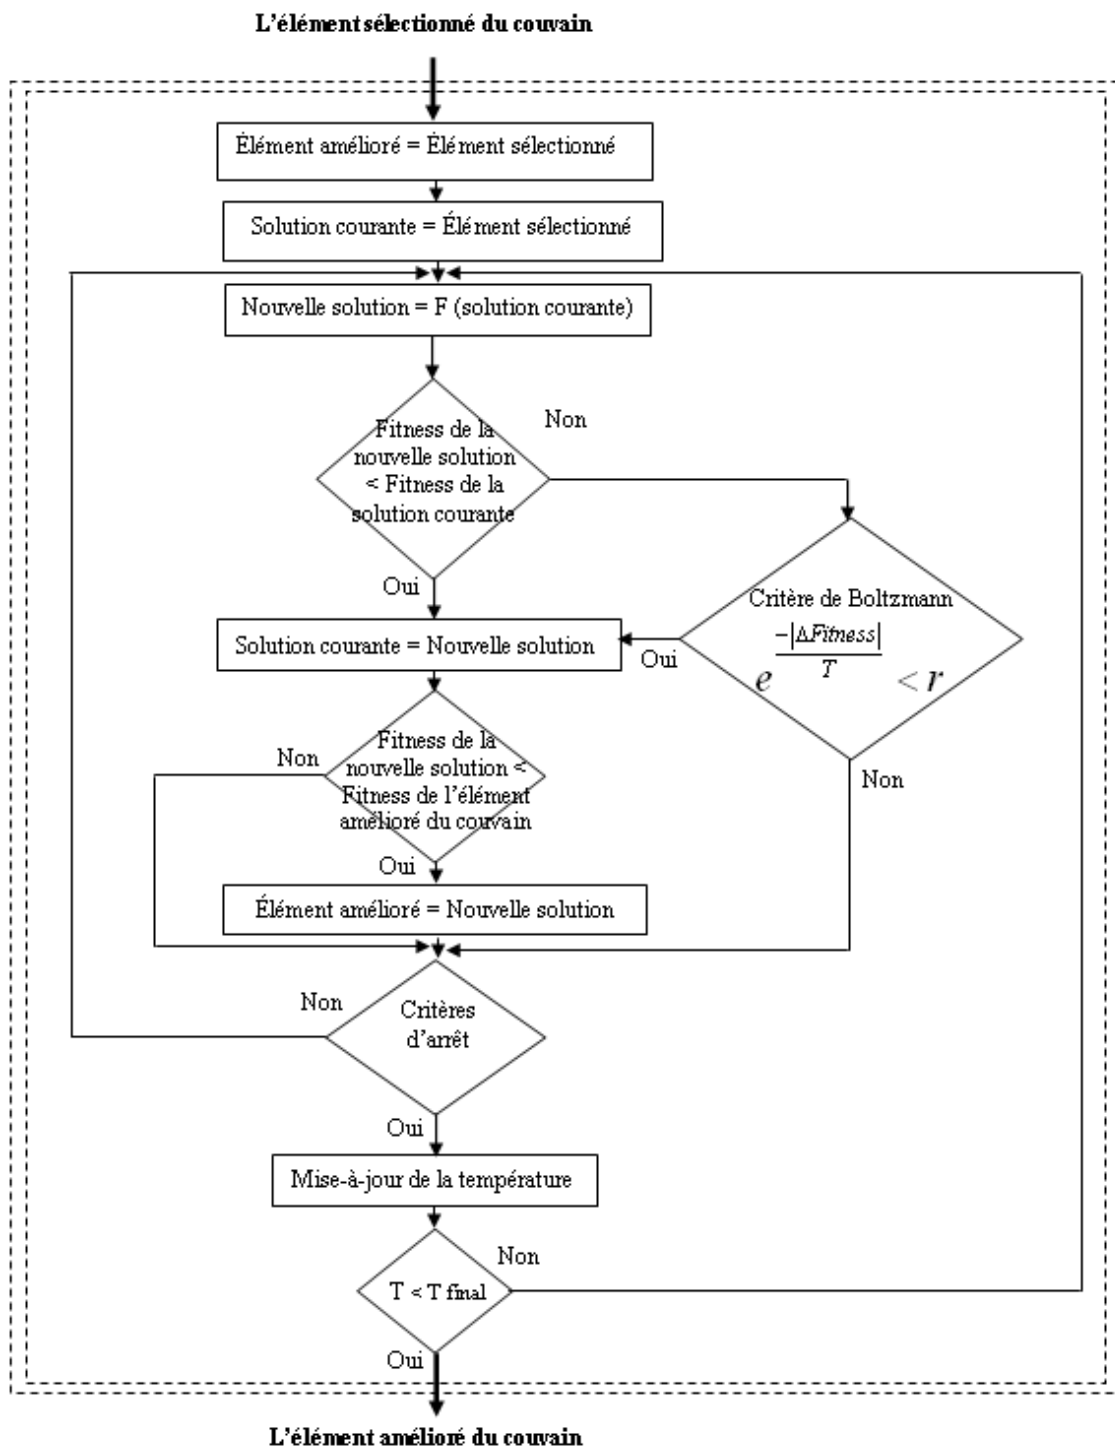 L'élément sélectionné du couvain
Élément amélioré = Élément sélectionné
Solution courante = Élément sélectionné
Nouvelle solution = F (solution courante)
Fitness de la
nouvelle solution
< Fitness de la
solution courante
Non
Oui
Critère de Boltzmann
e^{-|ΔFitness|/T} < r
Solution courante = Nouvelle solution
Oui
Non
Fitness de la
nouvelle solution <
Fitness de l'élément
amélioré du couvain
Non
Oui
Élément amélioré = Nouvelle solution
Non
Critères
d'arrêt
Oui
Mise-à-jour de la température
Non
T < T final
Oui
L'élément amélioré du couvain